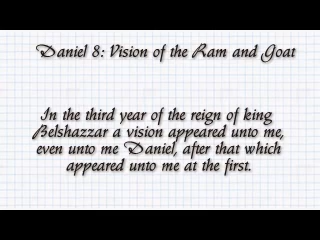 Daniel 8: Vision of the Ram and Goat
In the third year of the reign of king
Belshazzar a vision appeared unto me,
even unto me Daniel, after that which
appeared unto me at the first.